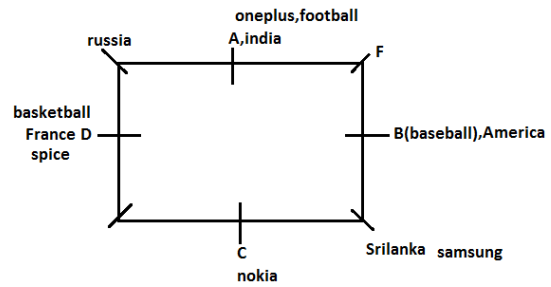 oneplus,football
A,india
russia
F
basketball
France D
spice
B(baseball),America
C
nokia
Srilanka samsung